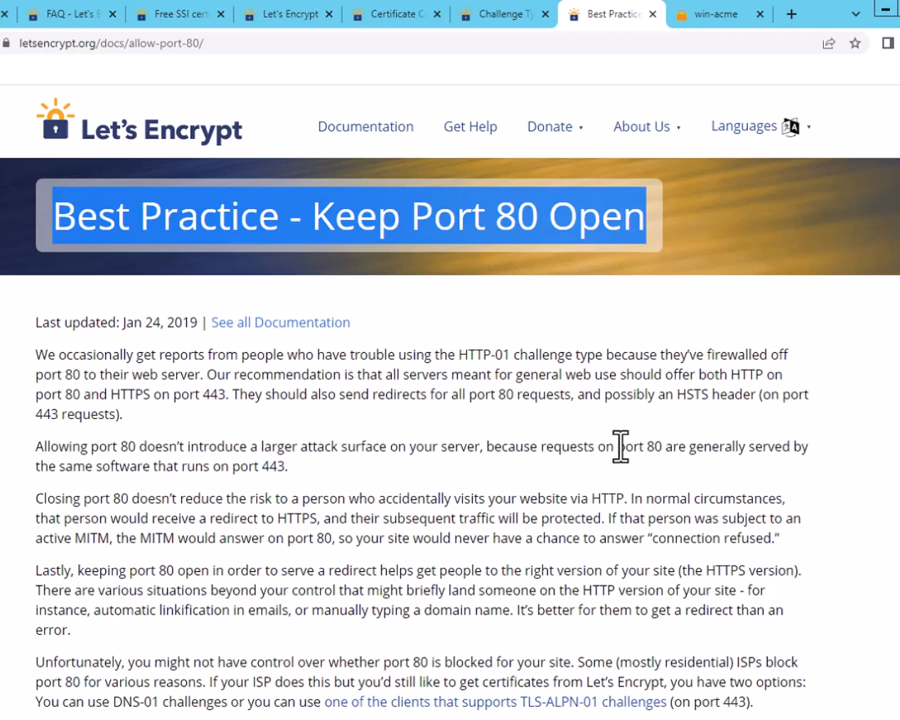 FAQ - Let's E
Free SSl cert
Let's Encrypt
Certificate C
Challenge Ty
Best Practice
win-acme
letsencrypt.org/docs/allow-port-80/
Let's Encrypt
Documentation
Get Help
Donate
About Us
Languages
Best Practice - Keep Port 80 Open
Last updated: Jan 24, 2019 | See all Documentation
We occasionally get reports from people who have trouble using the HTTP-01 challenge type because they've firewalled off
port 80 to their web server. Our recommendation is that all servers meant for general web use should offer both HTTP on
port 80 and HTTPS on port 443. They should also send redirects for all port 80 requests, and possibly an HSTS header (on port
443 requests).
Allowing port 80 doesn't introduce a larger attack surface on your server, because requests on port 80 are generally served by
the same software that runs on port 443.
Closing port 80 doesn't reduce the risk to a person who accidentally visits your website via HTTP. In normal circumstances,
that person would receive a redirect to HTTPS, and their subsequent traffic will be protected. If that person was subject to an
active MITM, the MITM would answer on port 80, so your site would never have a chance to answer "connection refused."
Lastly, keeping port 80 open in order to serve a redirect helps get people to the right version of your site (the HTTPS version).
There are various situations beyond your control that might briefly land someone on the HTTP version of your site - for
instance, automatic linkification in emails, or manually typing a domain name. It's better for them to get a redirect than an
error.
Unfortunately, you might not have control over whether port 80 is blocked for your site. Some (mostly residential) ISPs block
port 80 for various reasons. If your ISP does this but you'd still like to get certificates from Let's Encrypt, you have two options:
You can use DNS-01 challenges or you can use one of the clients that supports TLS-ALPN-01 challenges (on port 443).